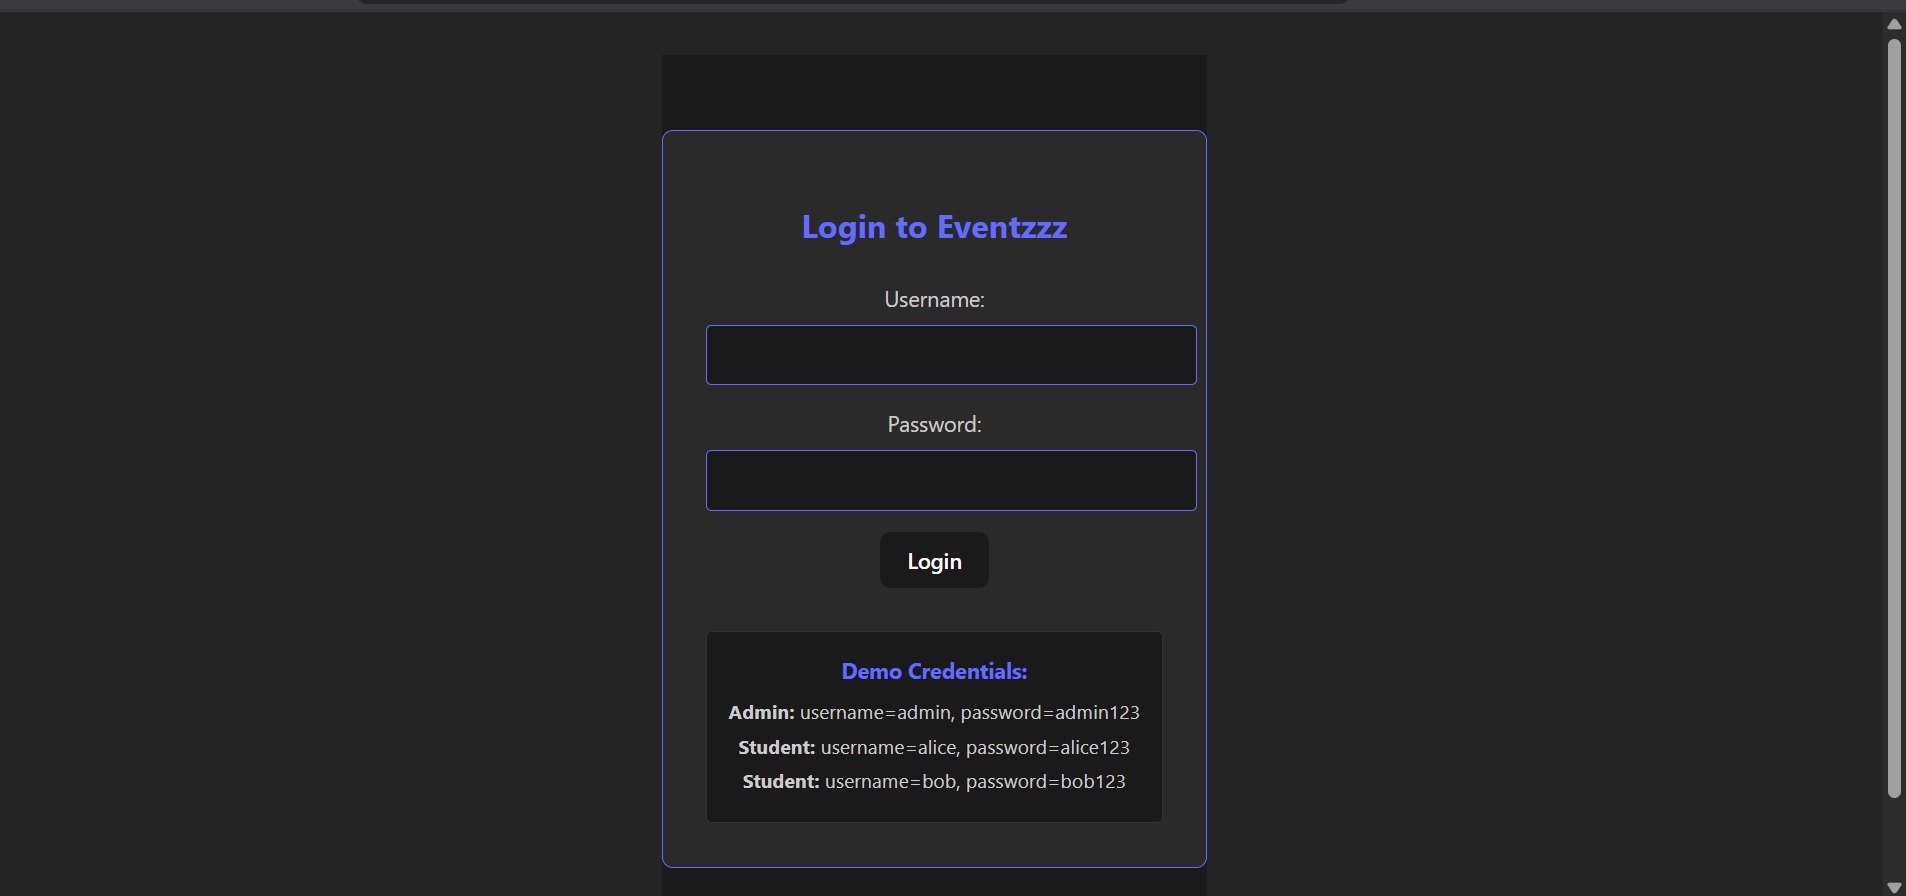 Login to Eventzzz
Username:
Password:
Login
Demo Credentials:
Admin: username=admin, password=admin123
Student: username=alice, password=alice123
Student: username=bob, password=bob123